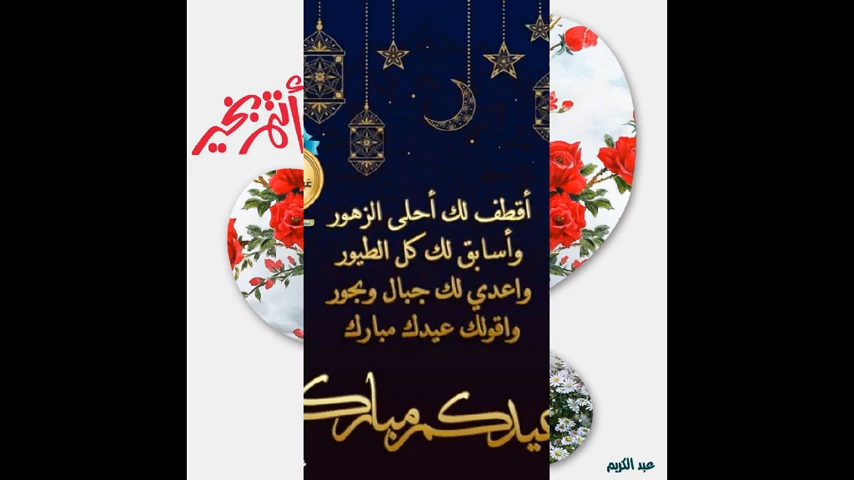 أنتم بخير
أقطف لك أحلى الزهور
وأسابق لك كل الطيور
واعدي لك جبال وبحور
واقولك عيدك مبارك
عيدكم مبارك
عبد الكريم